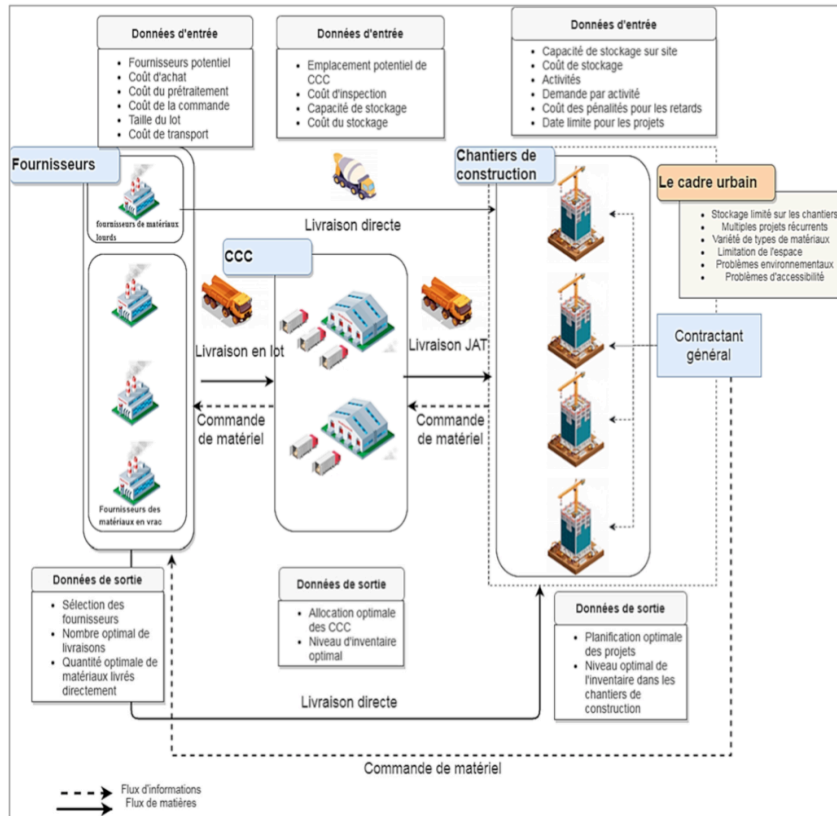 Données d'entrée
Fournisseurs potentiel
Coût d'achat
Coût du prétraitement
Coût de la commande
Taille du lot
Coût de transport
Données d'entrée
Emplacement potentiel de
CCC
Coût d'inspection
Capacité de stockage
Coût du stockage
Données d'entrée
Capacité de stockage sur site
Coût de stockage
Activités
Demande par activité
Coût des pénalités pour les retards
Date limite pour les projets
Fournisseurs
fournisseurs de matériaux
lourds
Livraison directe
Chantiers de
construction
Le cadre urbain
Stockage limité sur les chantiers
Multiples projets récurrents
Variété de types de matériaux
Limitation de l'espace
Problèmes environnementaux
Problèmes d'accessibilité
CCC
Livraison en lot
Commande
de matériel
Livraison JAT
Commande
de matériel
Contractant
général
Fournisseurs des
matériaux en vrac
Données de sortie
Sélection des
fournisseurs
Nombre optimal de
livraisons
Quantité optimale de
matériaux livrés
directement
Données de sortie
Allocation optimale
des CCC
Niveau d'inventaire
optimal
Données de sortie
Planification optimale
des projets
Niveau optimal de
l'inventaire dans les
chantiers de
construction
Livraison directe
Commande de matériel
Flux d'informations
Flux de matières